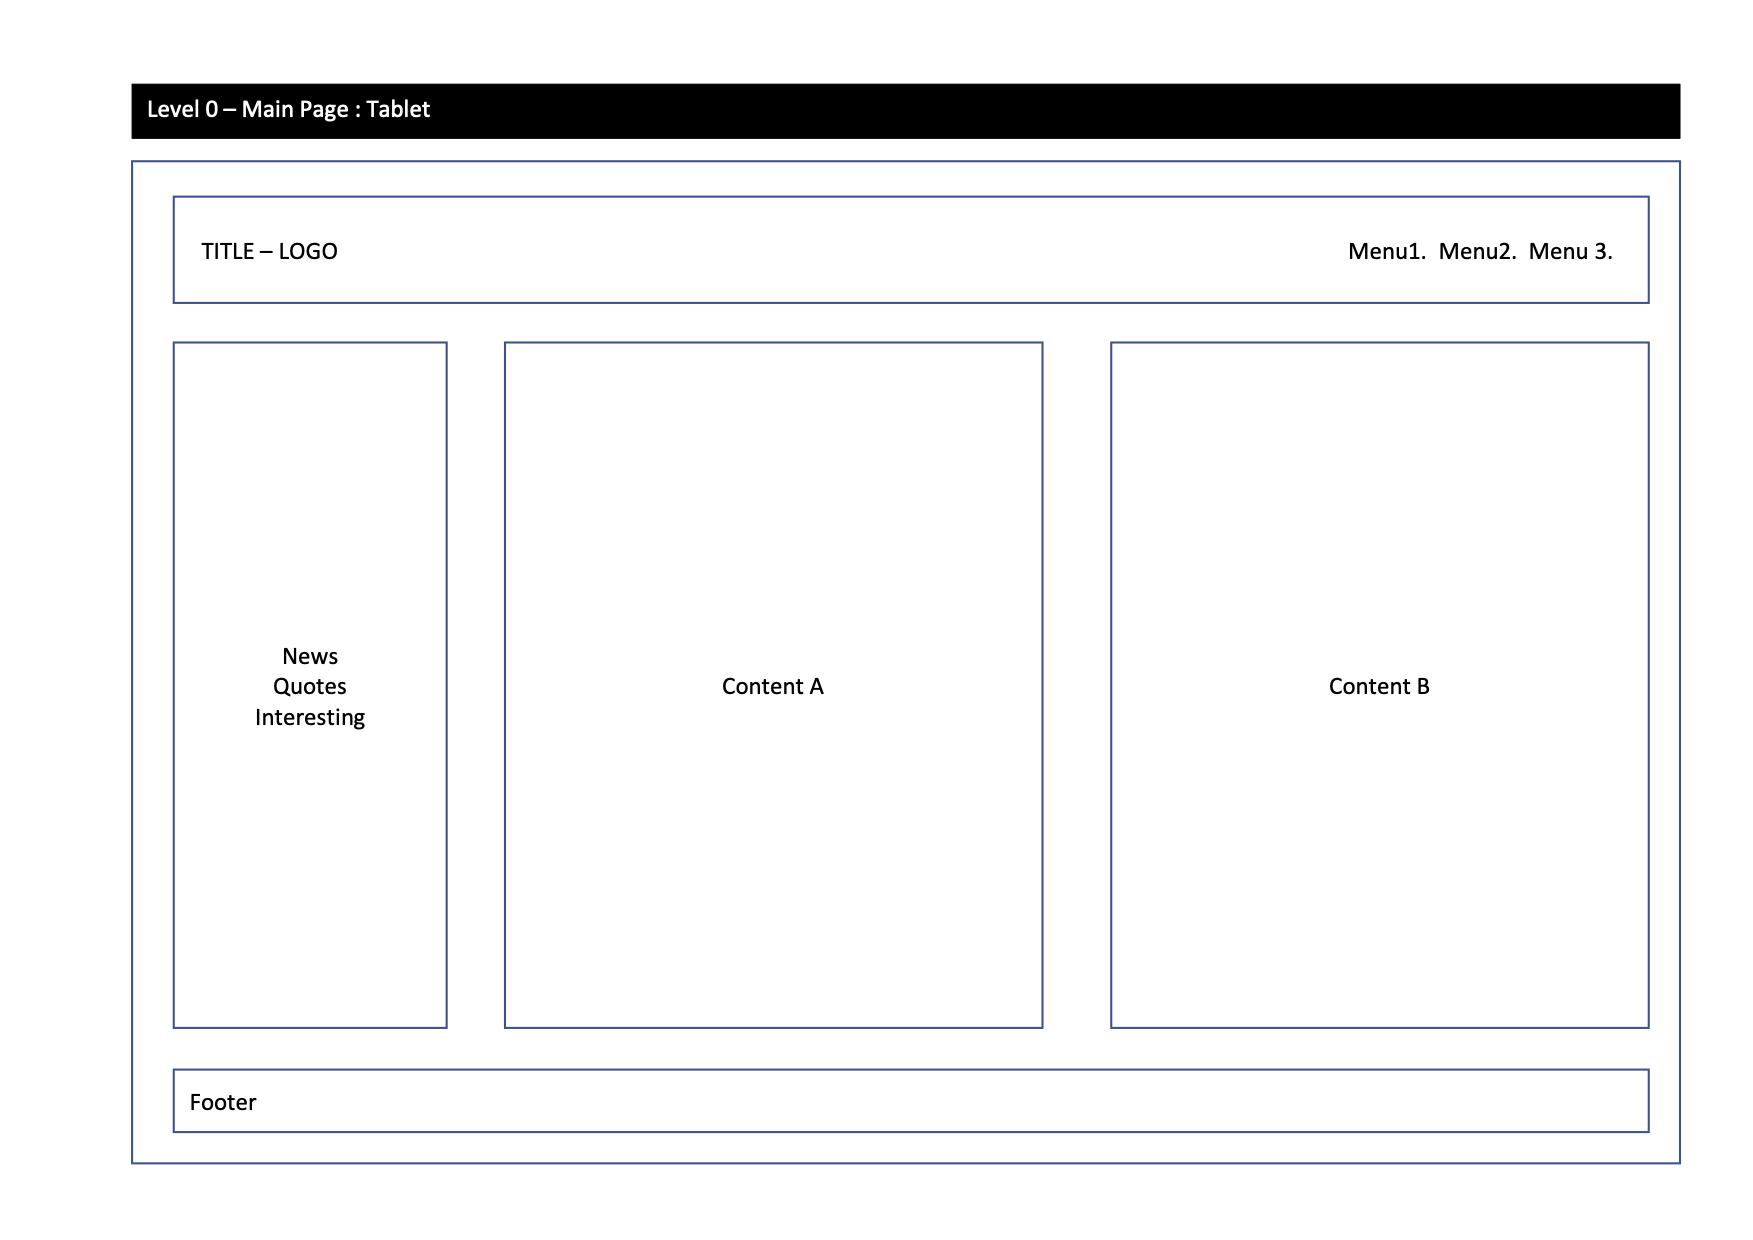 Level 0 – Main Page : Tablet
TITLE – LOGO
Menu1.  Menu2.  Menu 3.
News
Quotes
Interesting
Content A
Content B
Footer